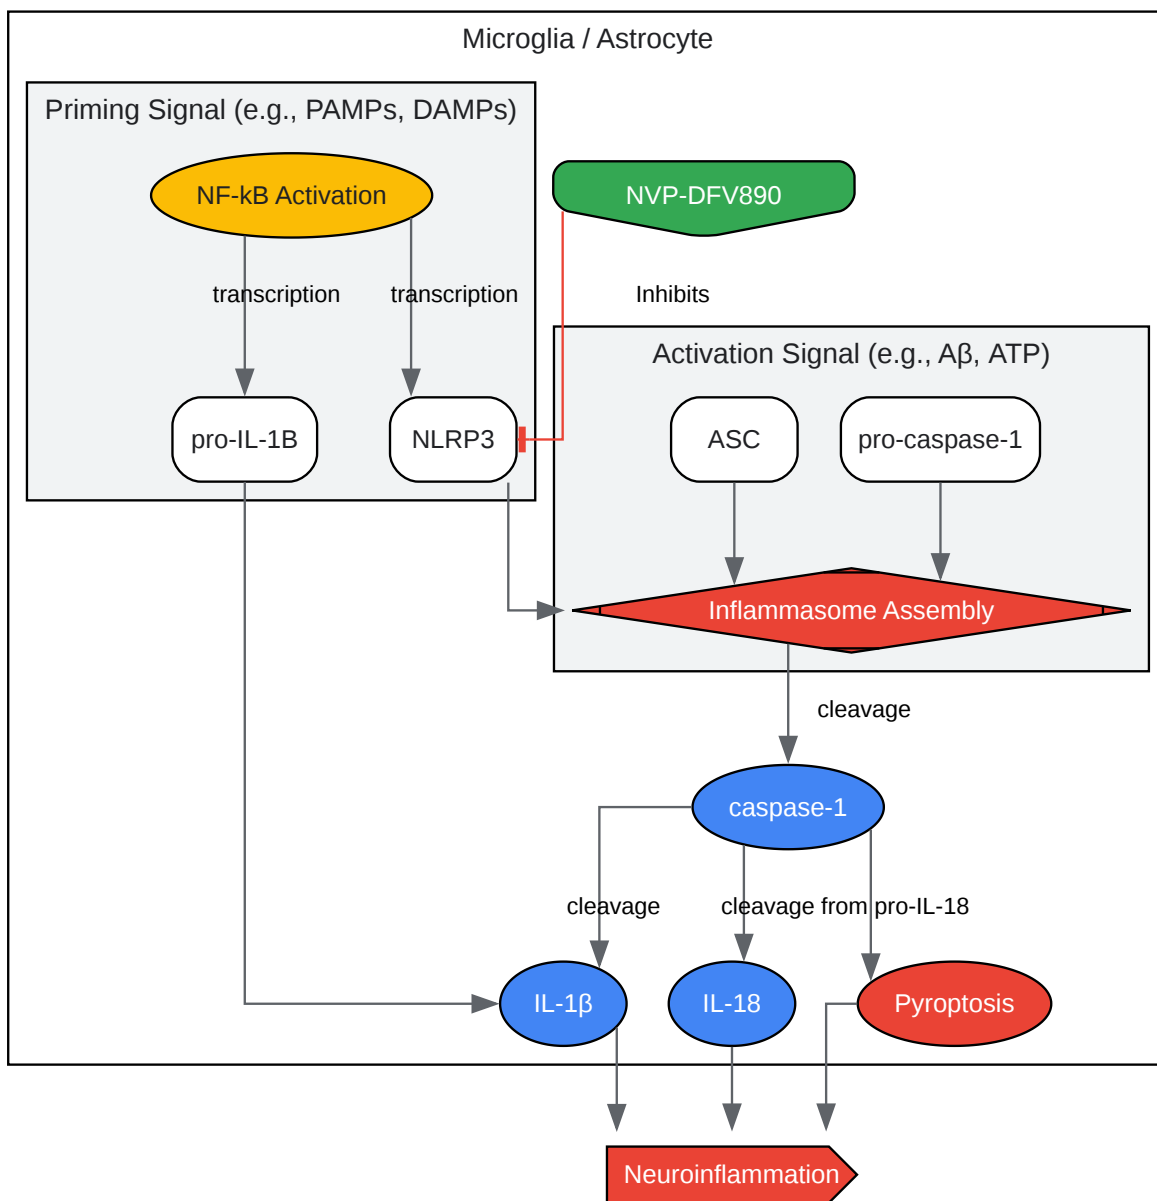 Microglia / Astrocyte
Priming Signal (e.g., PAMPs, DAMPs)
NF-kB Activation
NVP-DFV890
transcription
transcription
Inhibits
Activation Signal (e.g., Aβ, ATP)
pro-IL-1B
NLRP3
ASC
pro-caspase-1
Inflammasome Assembly
cleavage
caspase-1
cleavage
cleavage from pro-IL-18
IL-1β
IL-18
Pyroptosis
Neuroinflammation